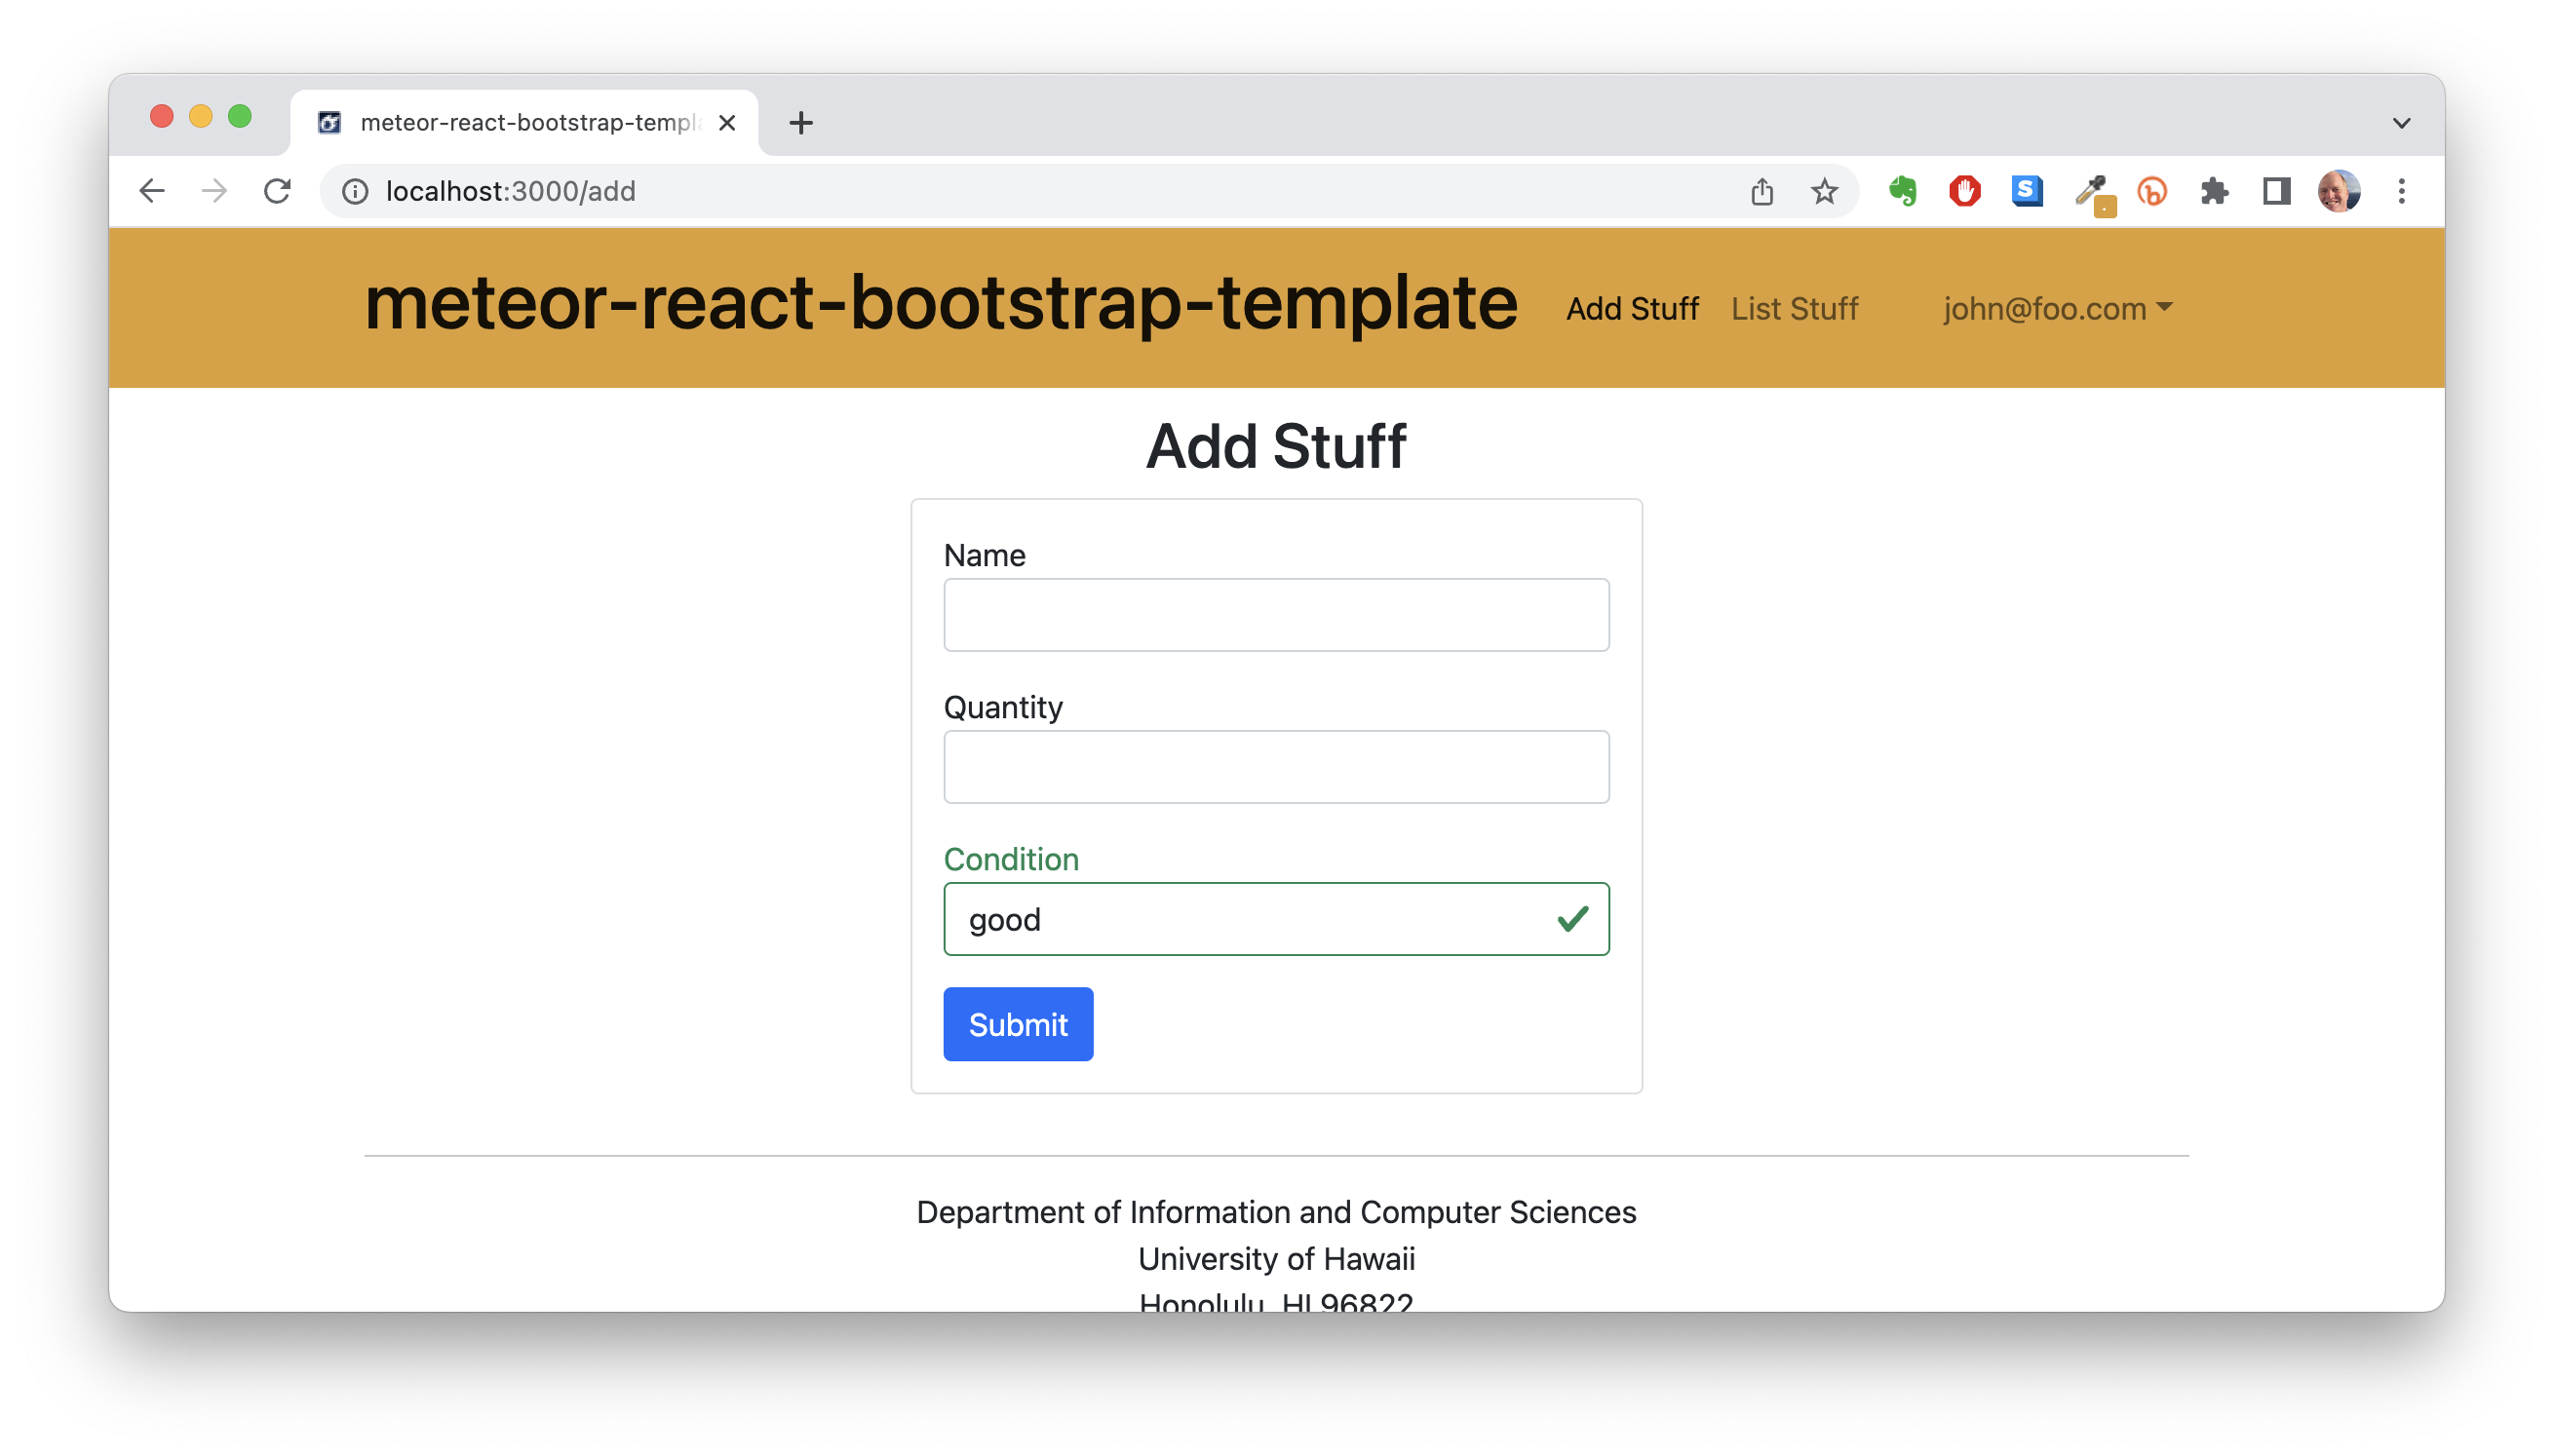 meteor-react-bootstrap-templ
localhost:3000/add
meteor-react-bootstrap-template
Add Stuff
List Stuff
john@foo.com
Add Stuff
Name
Quantity
Condition
good
Submit
Department of Information and Computer Sciences
University of Hawaii
Honolulu, HI 96822